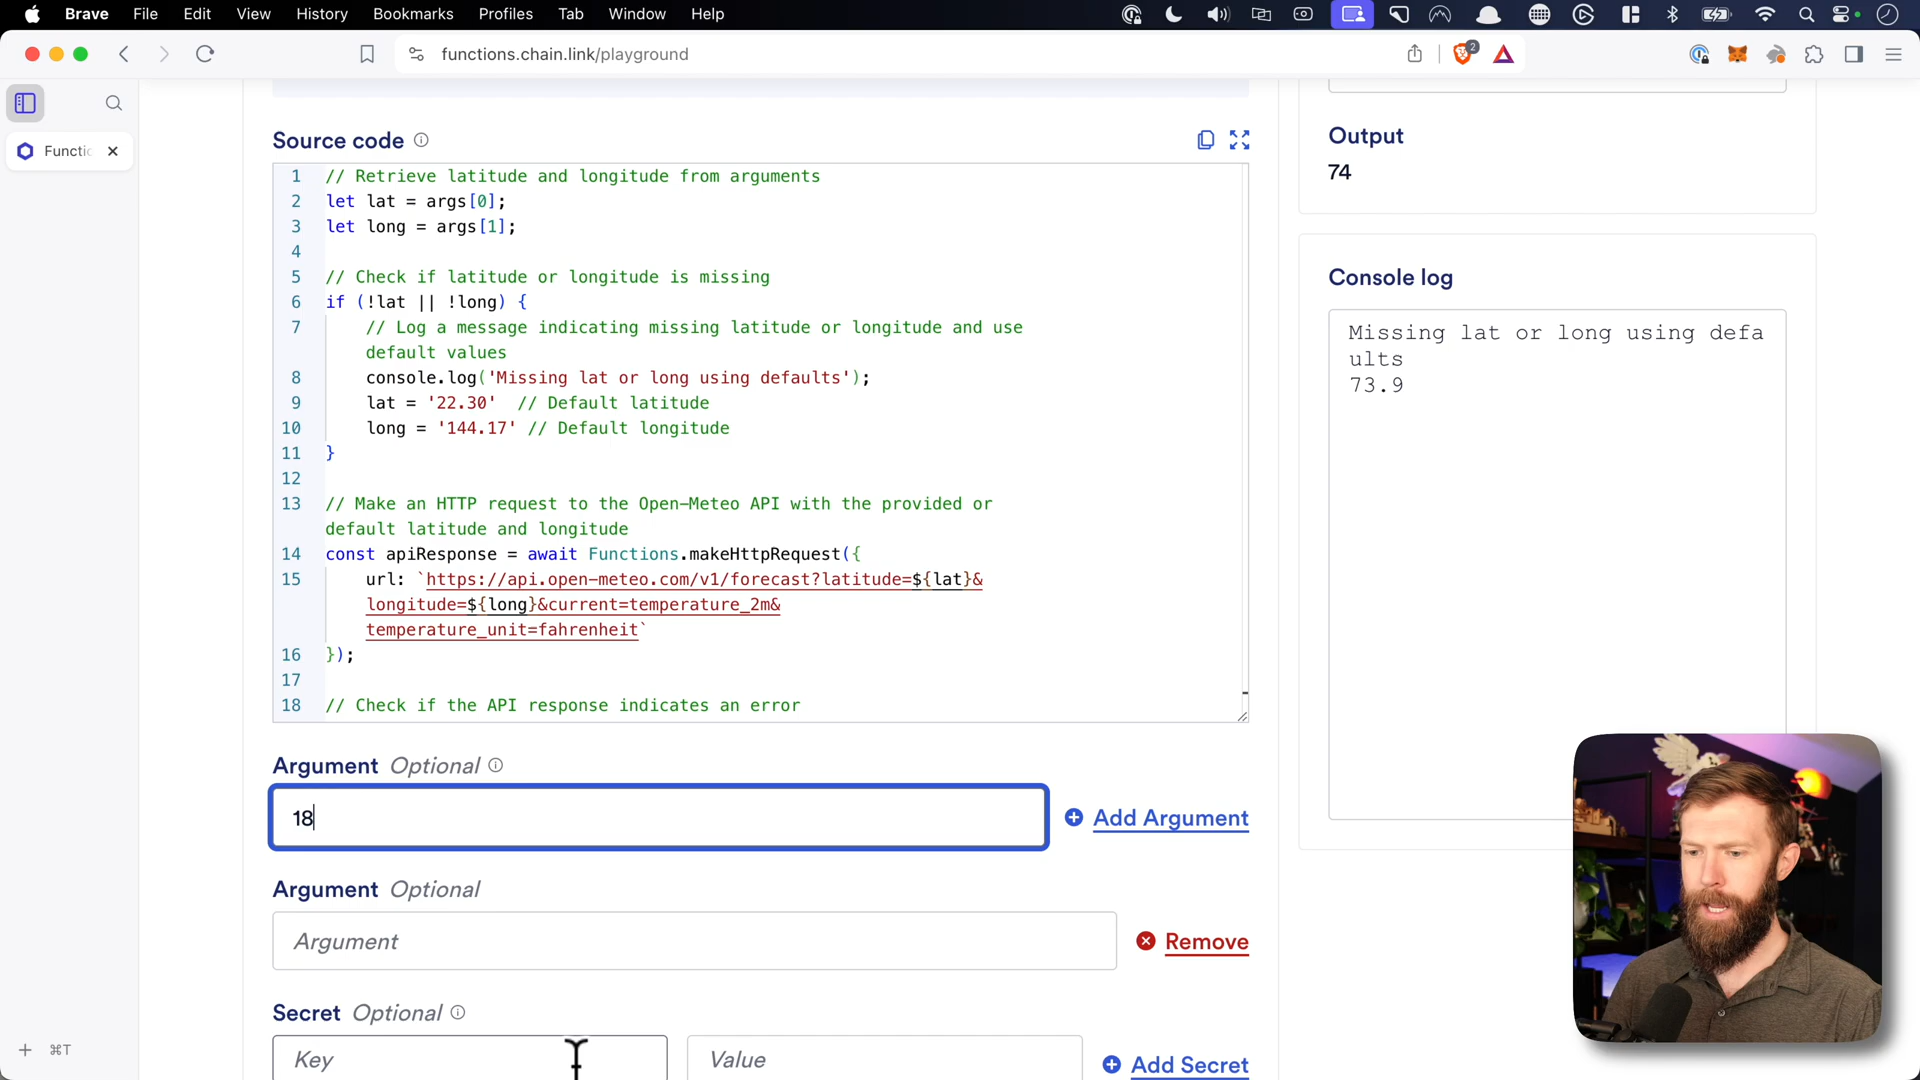 Brave File Edit View History Bookmarks Profiles Tab Window Help
functions.chain.link/playground
2
Functi
Source code
Output
74
1 // Retrieve latitude and longitude from arguments
2 let lat = args[0];
3 let long = args[1];
4
5 // Check if latitude or longitude is missing
6 if (!lat || !long) {
7 // Log a message indicating missing latitude or longitude and use
default values
8 console.log('Missing lat or long using defaults');
9 lat = '22.30' // Default latitude
10 long = '144.17' // Default longitude
11 }
12
13 // Make an HTTP request to the Open-Meteo API with the provided or
default latitude and longitude
14 const apiResponse = await Functions.makeHttpRequest({
15 url: `https://api.open-meteo.com/v1/forecast?latitude=${lat}&
longitude=${long}&current=temperature_2m&
temperature_unit=fahrenheit`
16 });
17
18 // Check if the API response indicates an error
Console log
Missing lat or long using defa
ults
73.9
Argument Optional
18
Add Argument
Argument Optional
Argument
Remove
Secret Optional
Key
Value
Add Secret
+ ⌘T